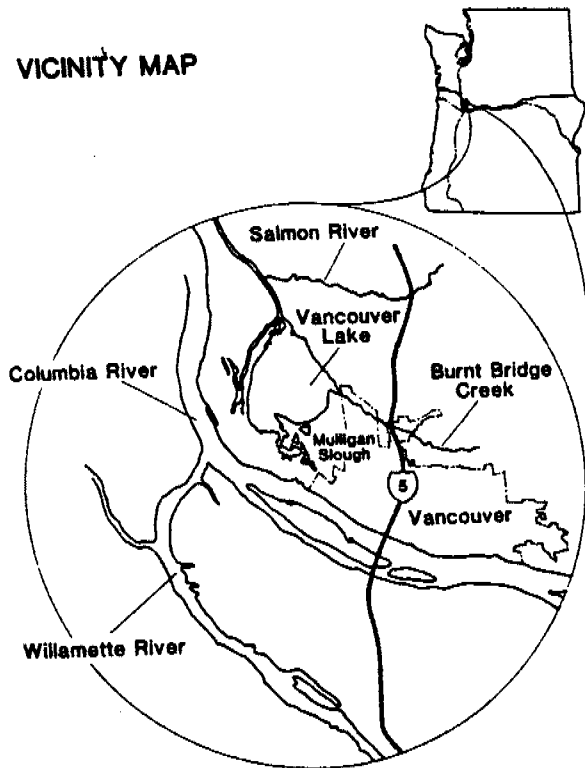 VICINITY MAP
Salmon River
Vancouver
Lake
Columbia River
Burnt Bridge
Creek
Mulligan
Slough
5
Vancouver
Willamette River